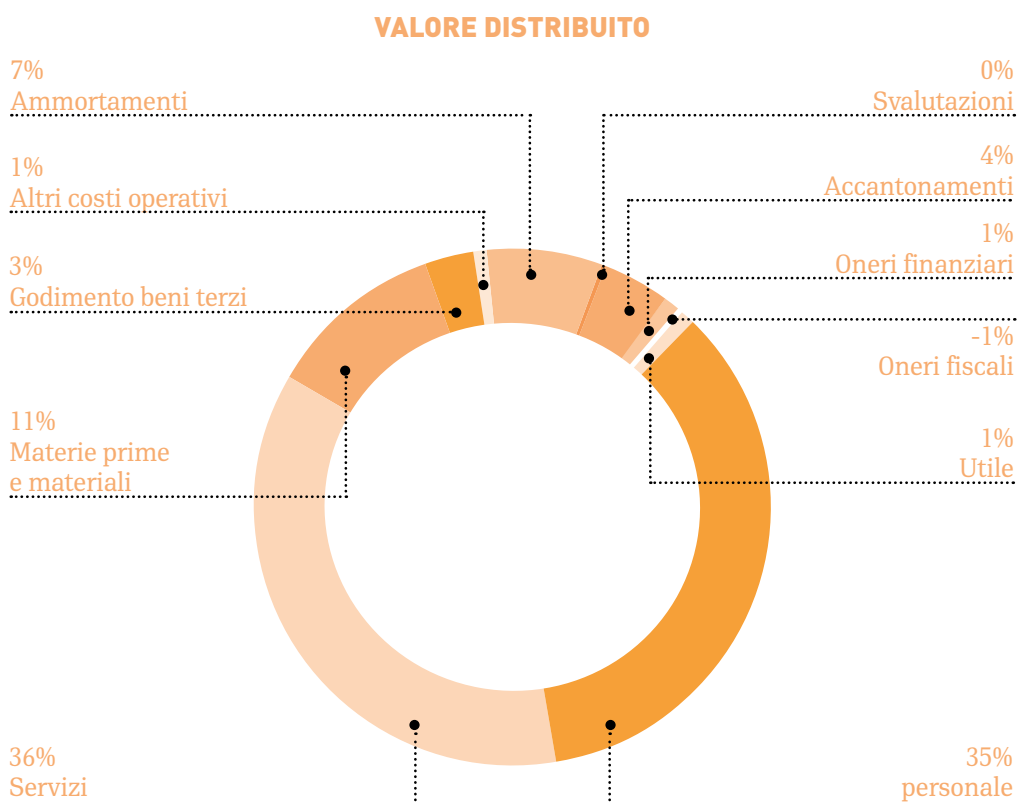 VALORE DISTRIBUITO
7%
Ammortamenti
1%
Altri costi operativi
3%
Godimento beni terzi
11%
Materie prime
e materiali
36%
Servizi
0%
Svalutazioni
4%
Accantonamenti
1%
Oneri finanziari
-1%
Oneri fiscali
1%
Utile
35%
personale